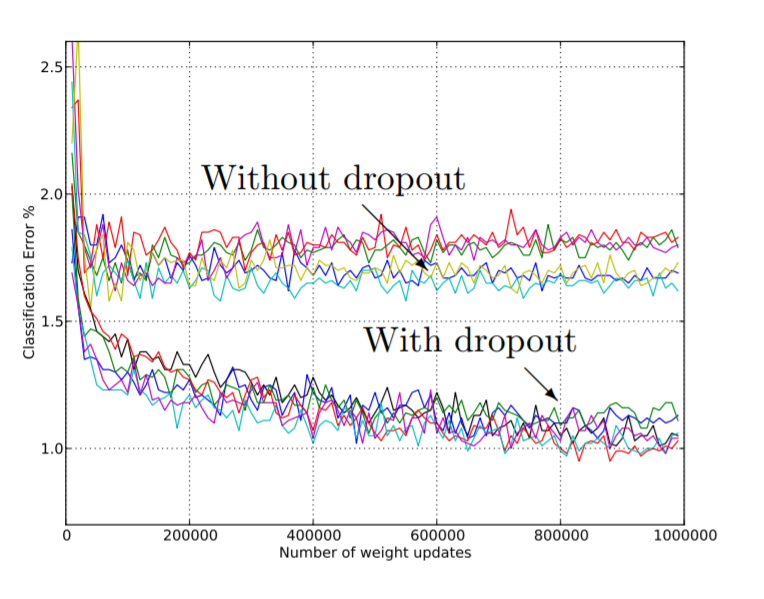 2.5
2.0
1.5
1.0
Classification Error %
Without dropout
With dropout
0 200000 400000 600000 800000 1000000
Number of weight updates